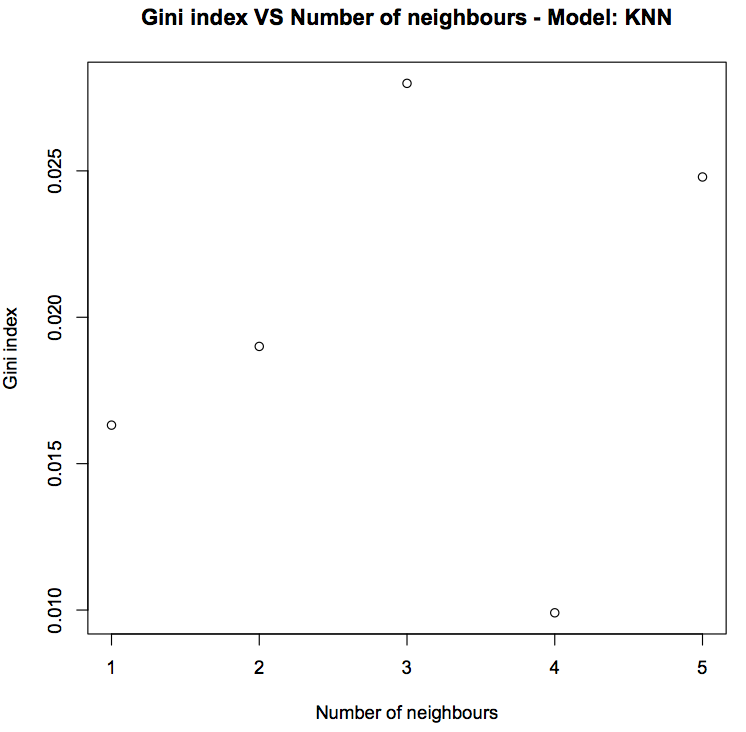 Gini index VS Number of neighbours - Model: KNN
0.025
0.020
0.015
0.010
Gini index
1 2 3 4 5
Number of neighbours